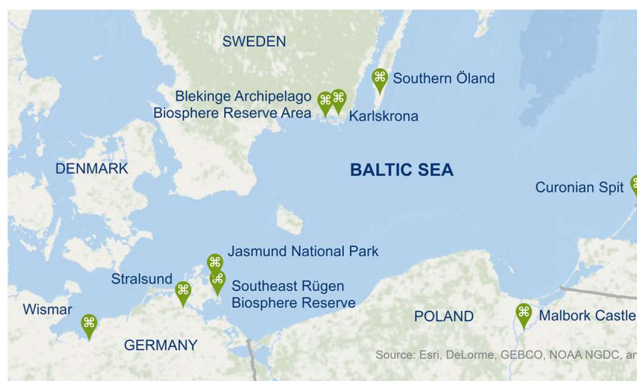 SWEDEN
Southern Öland
Blekinge Archipelago
Biosphere Reserve Area
Karlskrona
DENMARK
BALTIC SEA
Curonian Spit
Jasmund National Park
Stralsund
Southeast Rügen
Biosphere Reserve
Wismar
POLAND
Malbork Castle
GERMANY
Source: Esri, DeLorme, GEBCO, NOAA NGDC, an